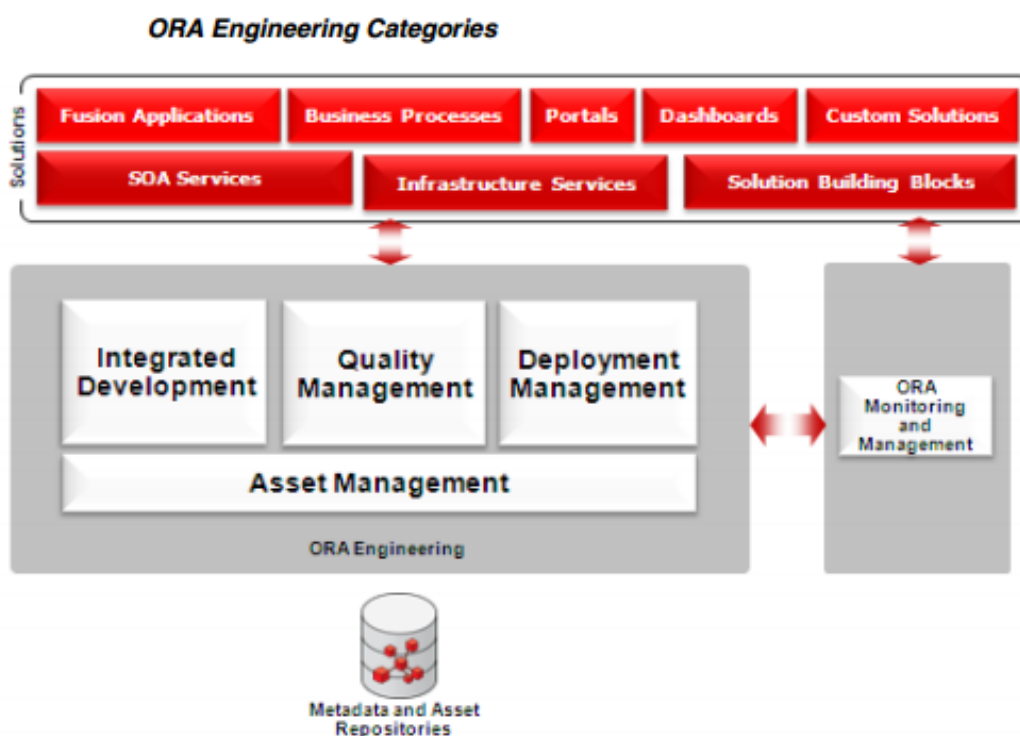 ORA Engineering Categories
Solutions
Fusion Applications
Business Processes
Portals
Dashboards
Custom Solutions
SOA Services
Infrastructure Services
Solution Building Blocks
Integrated
Development
Quality
Management
Deployment
Management
Asset Management
ORA Engineering
ORA
Monitoring
and
Management
Metadata and Asset
Repositories